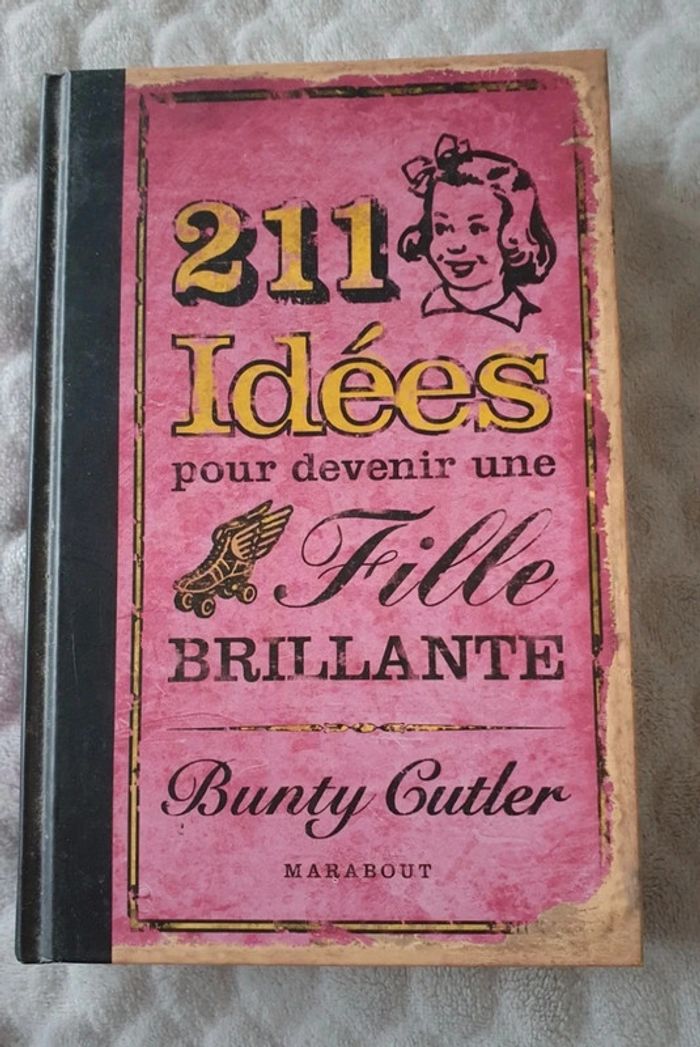 211
Idées
pour devenir une
Fille
BRILLANTE
Bunty Cutler
MARABOUT